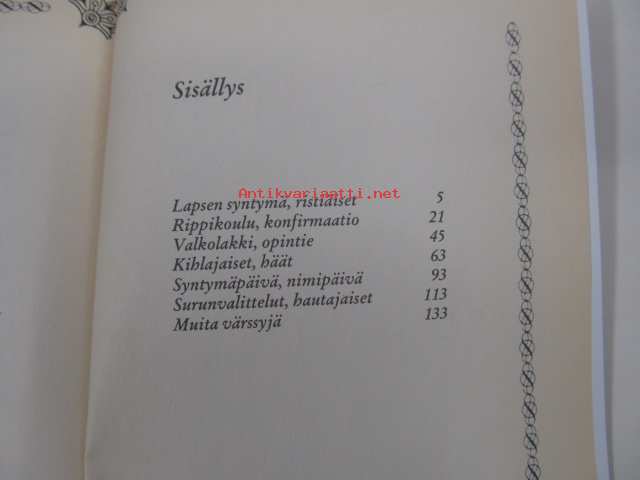 Sisällys
Antikvariaatti.net
Lapsen syntymä, ristiäiset 5
Rippikoulu, konfirmaatio 21
Valkolakki, opintie 45
Kihlajaiset, häät 63
Syntymäpäivä, nimipäivä 93
Surunvalittelut, hautajaiset 113
Muita värssyjä 133